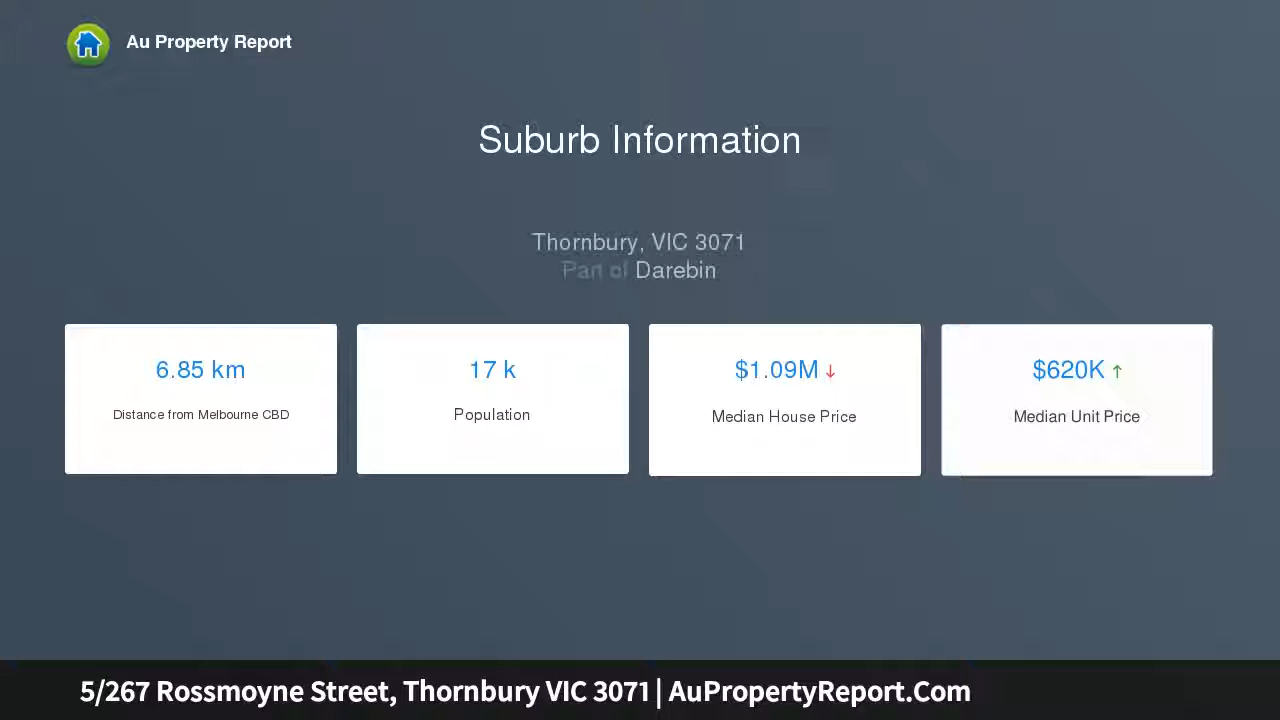 Au Property Report
Suburb Information
Thornbury, VIC 3071
Part of Darebin
6.85 km
Distance from Melbourne CBD
17 k
Population
$1.09M ↓
Median House Price
$620K ↑
Median Unit Price
5/267 Rossmoyne Street, Thornbury VIC 3071 | AuPropertyReport.Com